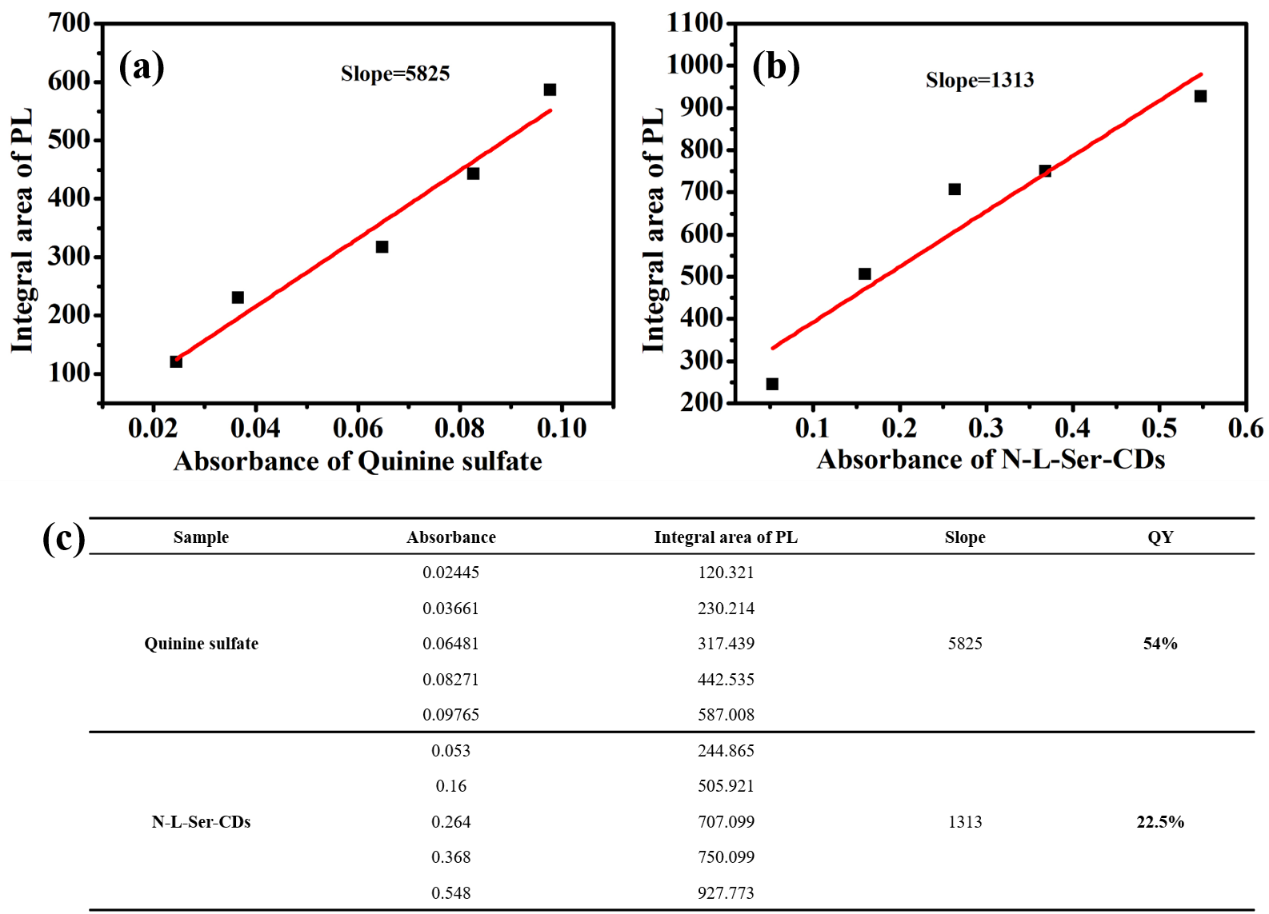 (a)
Slope=5825
700
600
500
400
300
200
100
Integral area of PL
0.02 0.04 0.06 0.08 0.10
Absorbance of Quinine sulfate
(b)
Slope=1313
1100
1000
900
800
700
600
500
400
300
200
Integral area of PL
0.1 0.2 0.3 0.4 0.5 0.6
Absorbance of N-L-Ser-CDs
(c)
Sample Absorbance Integral area of PL Slope QY
0.02445 120.321
0.03661 230.214
Quinine sulfate 0.06481 317.439 5825 54%
0.08271 442.535
0.09765 587.008
0.053 244.865
0.16 505.921
N-L-Ser-CDs 0.264 707.099 1313 22.5%
0.368 750.099
0.548 927.773